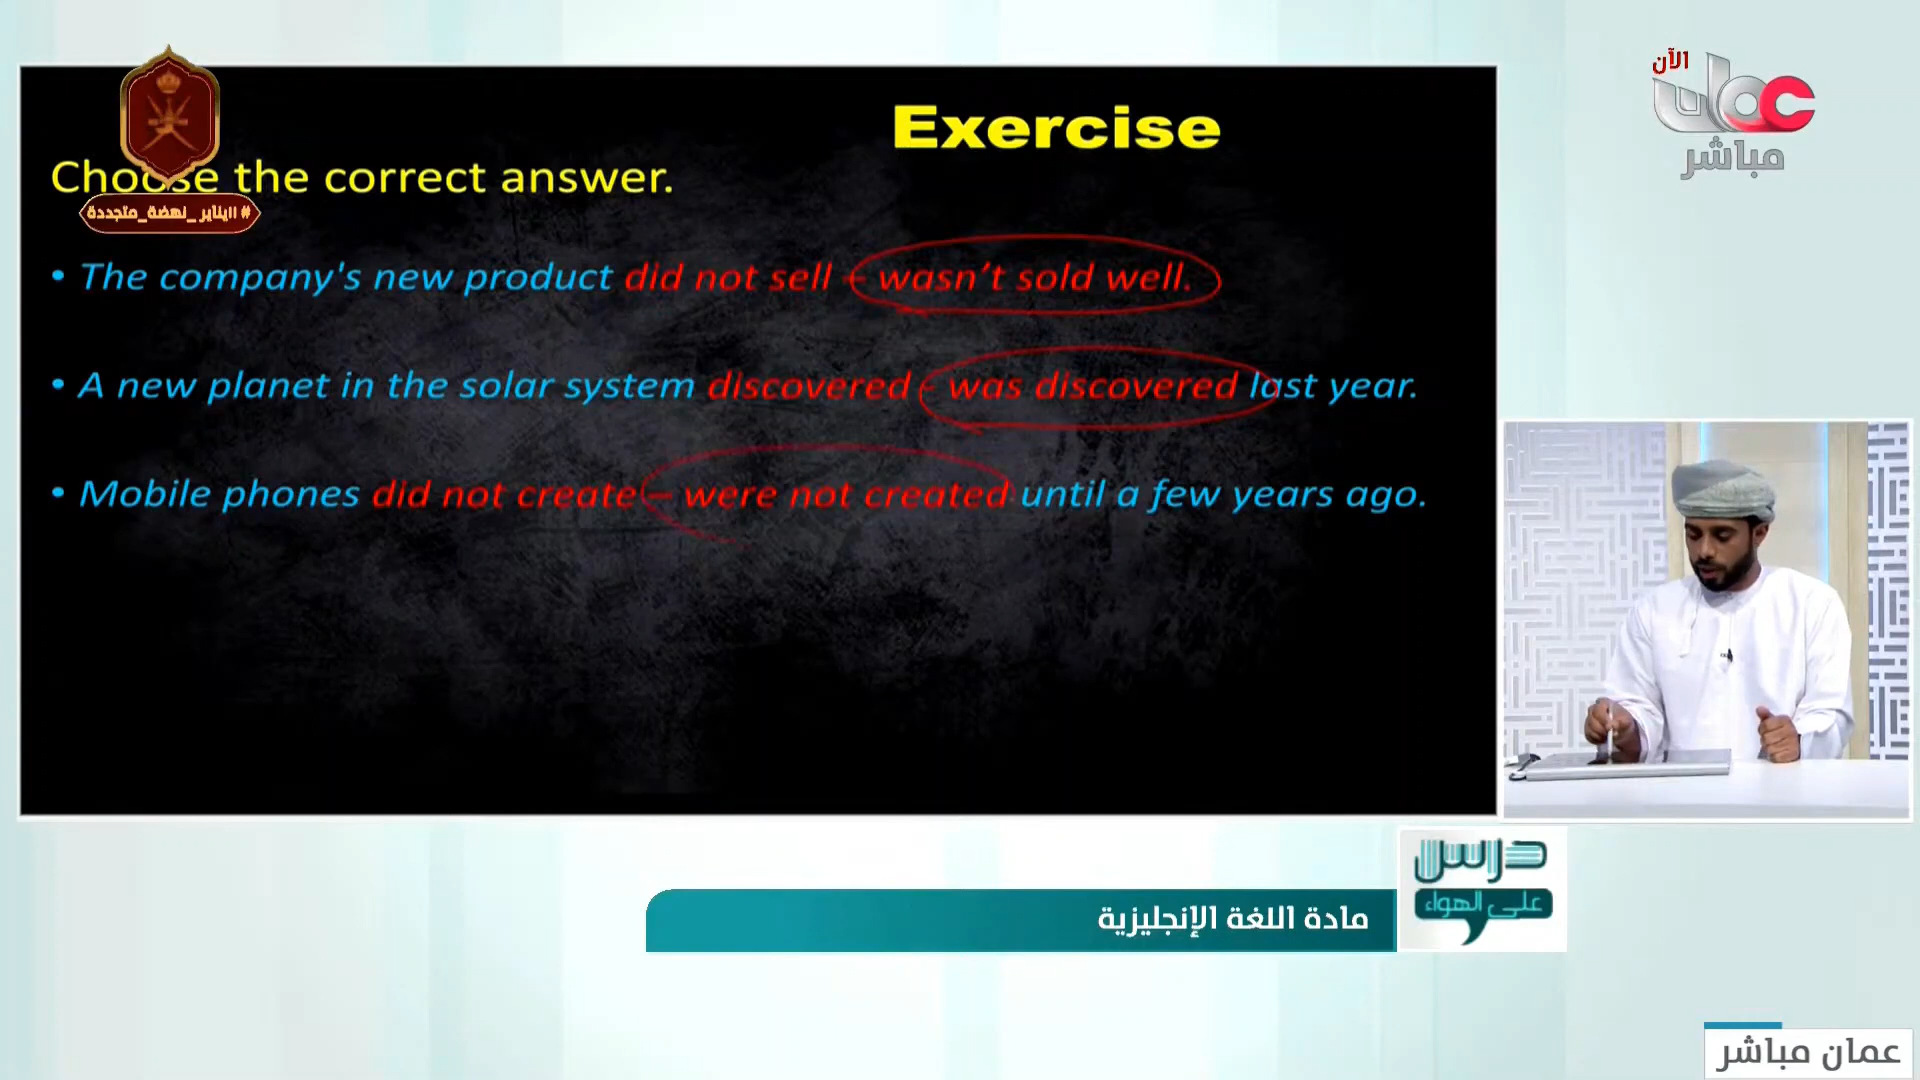 الآن
عمان
مباشر
Exercise
Choose the correct answer.
# ١١يناير_نهضة_متجددة
• The company's new product did not sell – wasn't sold well.
• A new planet in the solar system discovered - was discovered last year.
• Mobile phones did not create – were not created until a few years ago.
درس
على الهواء
مادة اللغة الإنجليزية
عمان مباشر